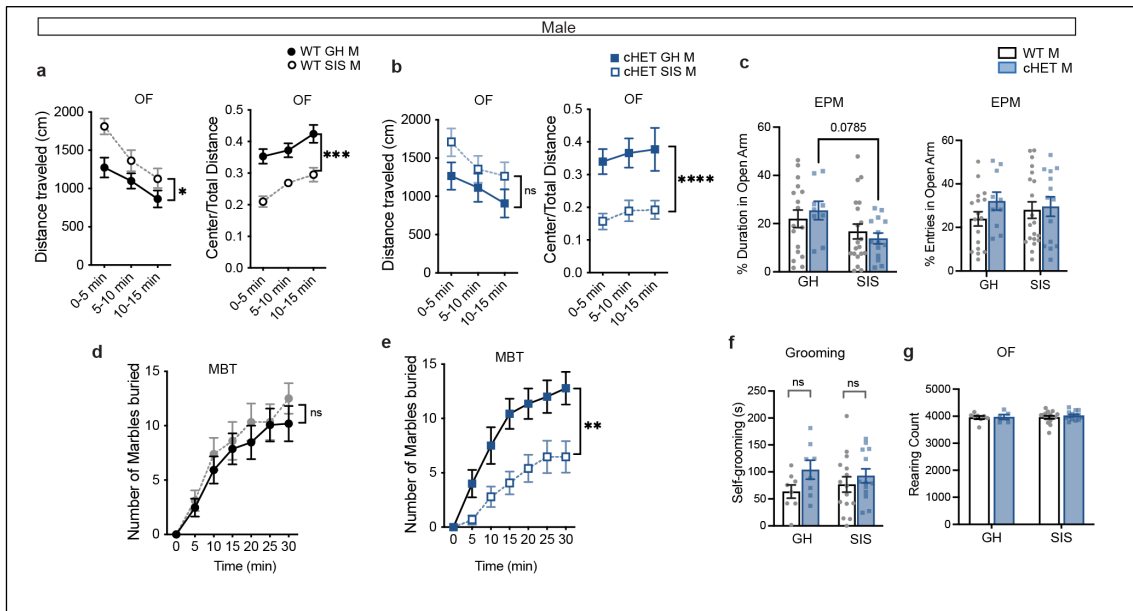 Male
WT GH M
WT SIS M
cHET GH M
cHET SIS M
WT M
cHET M
a
OF
Distance traveled (cm)
2000
1500
1000
500
0
0-5 min
5-10 min
10-15 min
*
OF
Center/Total Distance
0.5
0.4
0.3
0.2
0.1
0.0
0-5 min
5-10 min
10-15 min
***
b
OF
Distance traveled (cm)
2000
1500
1000
500
0
0-5 min
5-10 min
10-15 min
ns
OF
Center/Total Distance
0.5
0.4
0.3
0.2
0.1
0.0
0-5 min
5-10 min
10-15 min
****
c
EPM
0.0785
% Duration in Open Arm
60
40
20
0
GH
SIS
EPM
% Entries in Open Arm
60
40
20
0
GH
SIS
d
MBT
Number of Marbles buried
15
10
5
0
0 5 10 15 20 25 30
Time (min)
ns
e
MBT
Number of Marbles buried
15
10
5
0
0 5 10 15 20 25 30
Time (min)
**
f
Grooming
ns
ns
Self-grooming (s)
250
200
150
100
50
0
GH
SIS
g
OF
Rearing Count
5000
4000
3000
2000
1000
0
GH
SIS